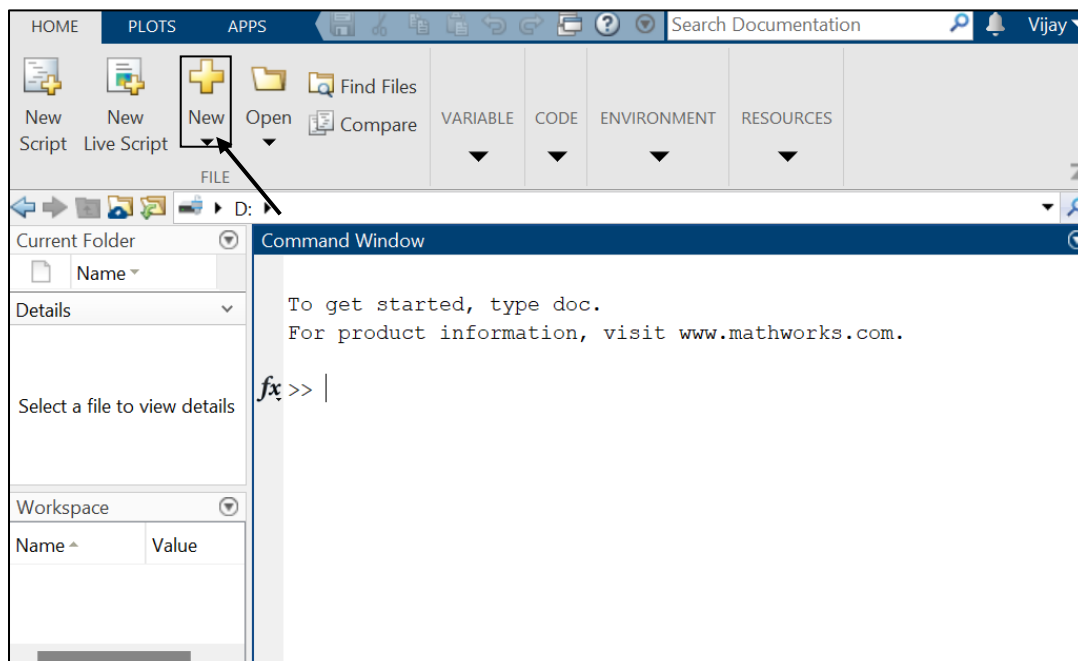 HOME PLOTS APPS Search Documentation Vijay
New Script
New Live Script
New
Open
Find Files
Compare
VARIABLE CODE ENVIRONMENT RESOURCES
FILE
D:
Current Folder
Name
Details
Select a file to view details
Workspace
Name Value
Command Window
To get started, type doc.
For product information, visit www.mathworks.com.
fx >>